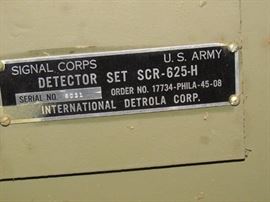 SIGNAL CORPS U.S. ARMY
DETECTOR SET SCR-625-H
SERIAL NO. ORDER NO. 17734-PHILA-45-08
INTERNATIONAL DETROLA CORP.